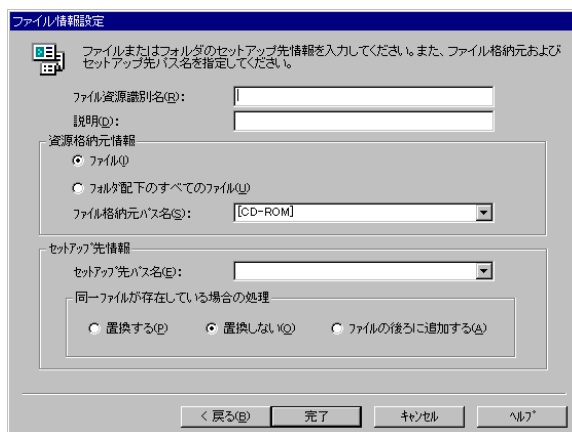 ファイル情報設定
ファイルまたはフォルダのセットアップ先情報を入力してください。また、ファイル格納元および
セットアップ先パス名を指定してください。
ファイル資源識別名(R):
説明(D):
資源格納元情報
ファイル(I)
フォルダ配下のすべてのファイル(U)
ファイル格納元パス名(S): [CD-ROM]
セットアップ先情報
セットアップ先パス名(E):
同一ファイルが存在している場合の処理
置換する(P) 置換しない(O) ファイルの後ろに追加する(A)
< 戻る(B) 完了 キャンセル ヘルプ